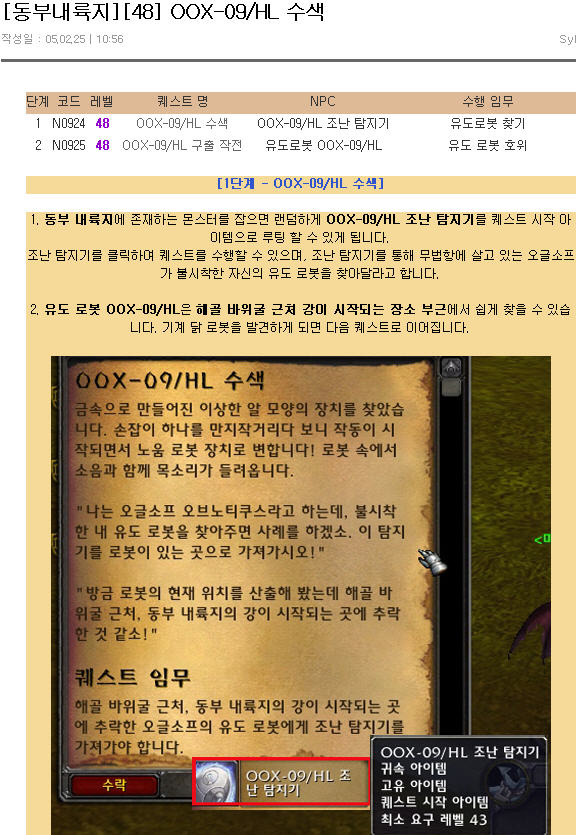 [동부내륙지][48] OOX-09/HL 수색
작성일 : 05,02,25 | 10:56
Syl
단계 코드 레벨 퀘스트 명 NPC 수행 임무
1 N0924 48 OOX-09/HL 수색 OOX-09/HL 조난 탐지기 유도로봇 찾기
2 N0925 48 OOX-09/HL 구출 작전 유도로봇 OOX-09/HL 유도 로봇 호위
[1단계 - OOX-09/HL 수색]
1. 동부 내륙지에 존재하는 몬스터를 잡으면 랜덤하게 OOX-09/HL 조난 탐지기를 퀘스트 시작 아
이템으로 루팅 할 수 있게 됩니다.
조난 탐지기를 클릭하여 퀘스트를 수행할 수 있으며, 조난 탐지기를 통해 무법항에 살고 있는 오글소프
가 불시착한 자신의 유도 로봇을 찾아달라고 합니다.
2. 유도 로봇 OOX-09/HL은 해골 바위굴 근처 강이 시작되는 장소 부근에서 쉽게 찾을 수 있습
니다. 기계 닭 로봇을 발견하게 되면 다음 퀘스트로 이어집니다.
OOX-09/HL 수색
금속으로 만들어진 이상한 알 모양의 장치를 찾았습
니다. 손잡이 하나를 만지작거리다 보니 작동이 시
작되면서 노움 로봇 장치로 변합니다! 로봇 속에서
소음과 함께 목소리가 들려옵니다.
"나는 오글소프 오브노티쿠스라고 하는데, 불시착
한 내 유도 로봇을 찾아주면 사례를 하겠소. 이 탐지
기를 로봇이 있는 곳으로 가져가시오!"
"방금 로봇의 현재 위치를 산출해 봤는데 해골 바
위굴 근처, 동부 내륙지의 강이 시작되는 곳에 추락
한 것 같소!"
퀘스트 임무
해골 바위굴 근처, 동부 내륙지의 강이 시작되는 곳
에 추락한 오글소프의 유도 로봇에게 조난 탐지기를
가져가야 합니다.
수락
OOX-09/HL 조
난 탐지기
OOX-09/HL 조난 탐지기
귀속 아이템
고유 아이템
퀘스트 시작 아이템
최소 요구 레벨 43